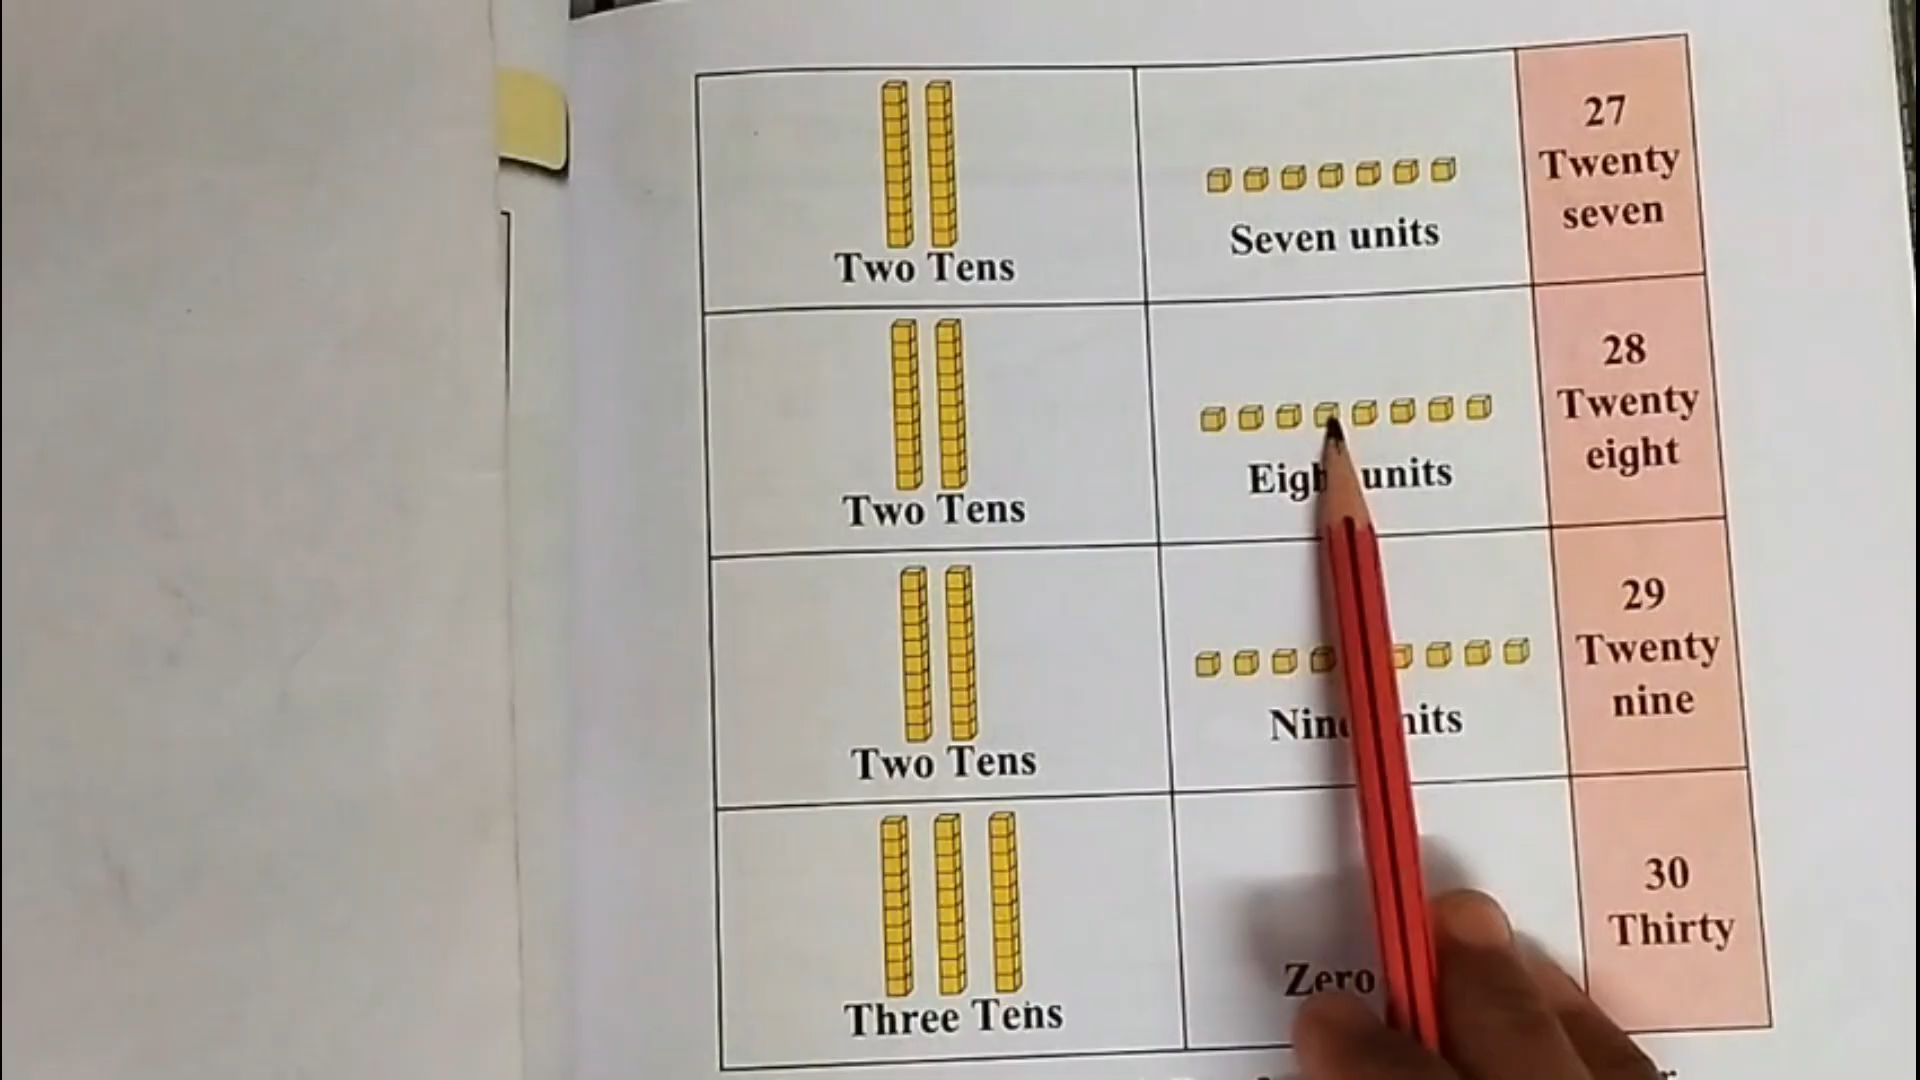 Two Tens
Seven units
27
Twenty
seven
Two Tens
units
28
Twenty
eight
Two Tens
29
Twenty
nine
Three Tens
Zero
30
Thirty